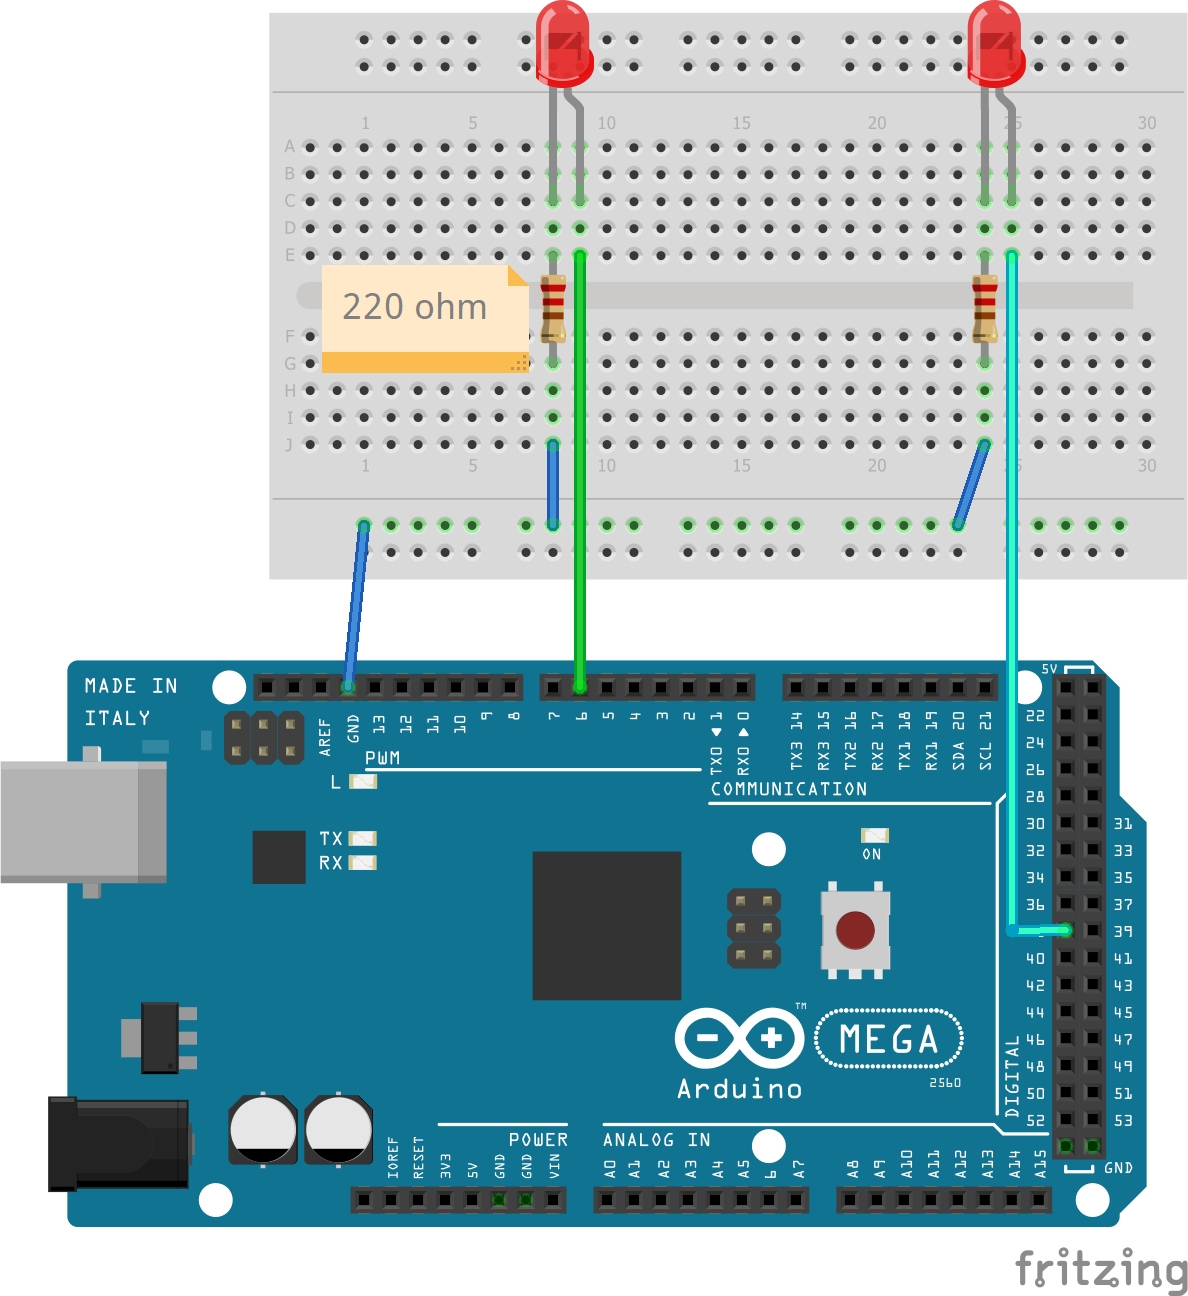 1 5 10 15 20 25 30
A
B
C
D
E
220 ohm
F
G
H
I
J
1 5 10 15 20 25 30
MADE IN
ITALY
AREF
GND
13
12
11
10
9
8
7
6
5
4
3
2
TX0 ◀ 1
RX0 ▶ 0
TX3 14
RX3 15
TX2 16
RX2 17
TX1 18
RX1 19
SDA 20
SCL 21
PWM
COMMUNICATION
L
TX
RX
ON
5V
22
24
26
28
30 31
32 33
34 35
36 37
39
40 41
42 43
44 45
46 47
48 49
50 51
52 53
GND
DIGITAL
TM
MEGA
2560
Arduino
POWER
ANALOG IN
IOREF
RESET
3V3
5V
GND
GND
VIN
A0
A1
A2
A3
A4
A5
A7
A8
A9
A10
A11
A12
A13
A14
A15
fritzing